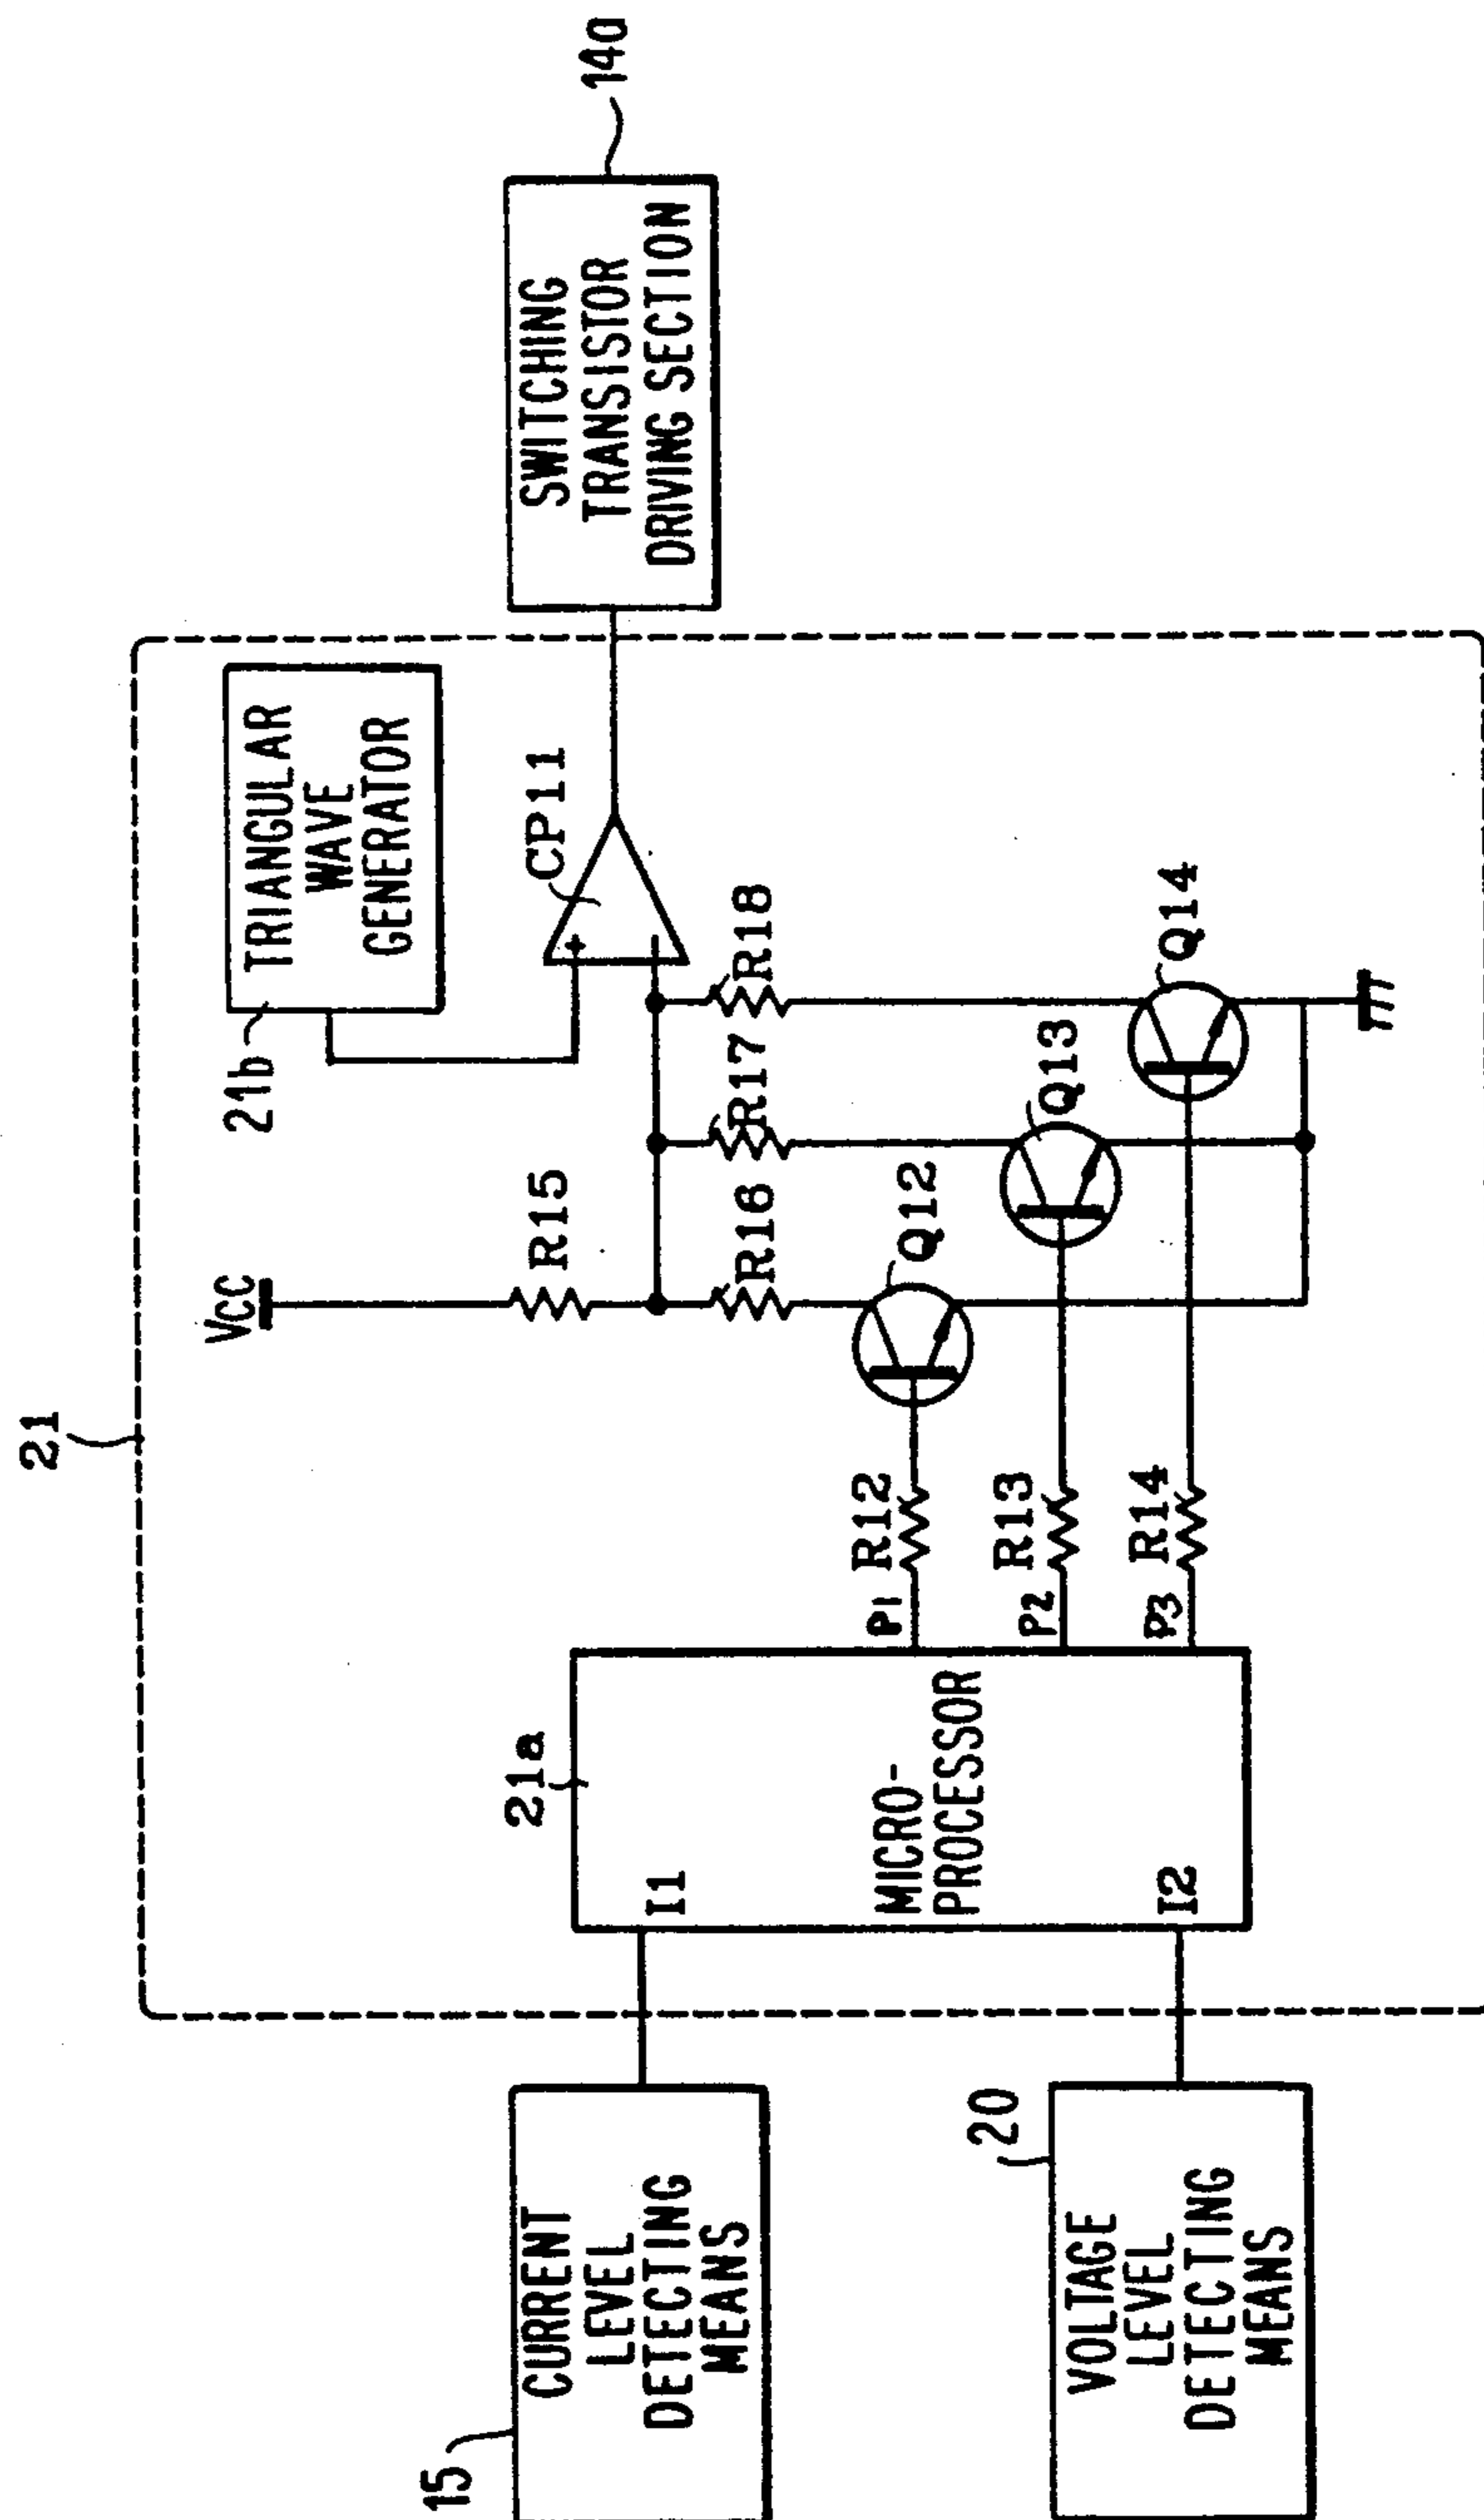 21
Vcc
21b
TRIANGULAR
WAVE
GENERATOR
15
CURRENT
LEVEL
DETECTING
MEANS
21a
I1
MICRO-
PROCESSOR
I2
20
VOLTAGE
LEVEL
DETECTING
MEANS
P1
R12
P2
R13
P3
R14
R15
R16
R17
R18
Q12
Q13
Q14
CP11
+
−
SWITCHING
TRANSISTOR
DRIVING SECTION
14a